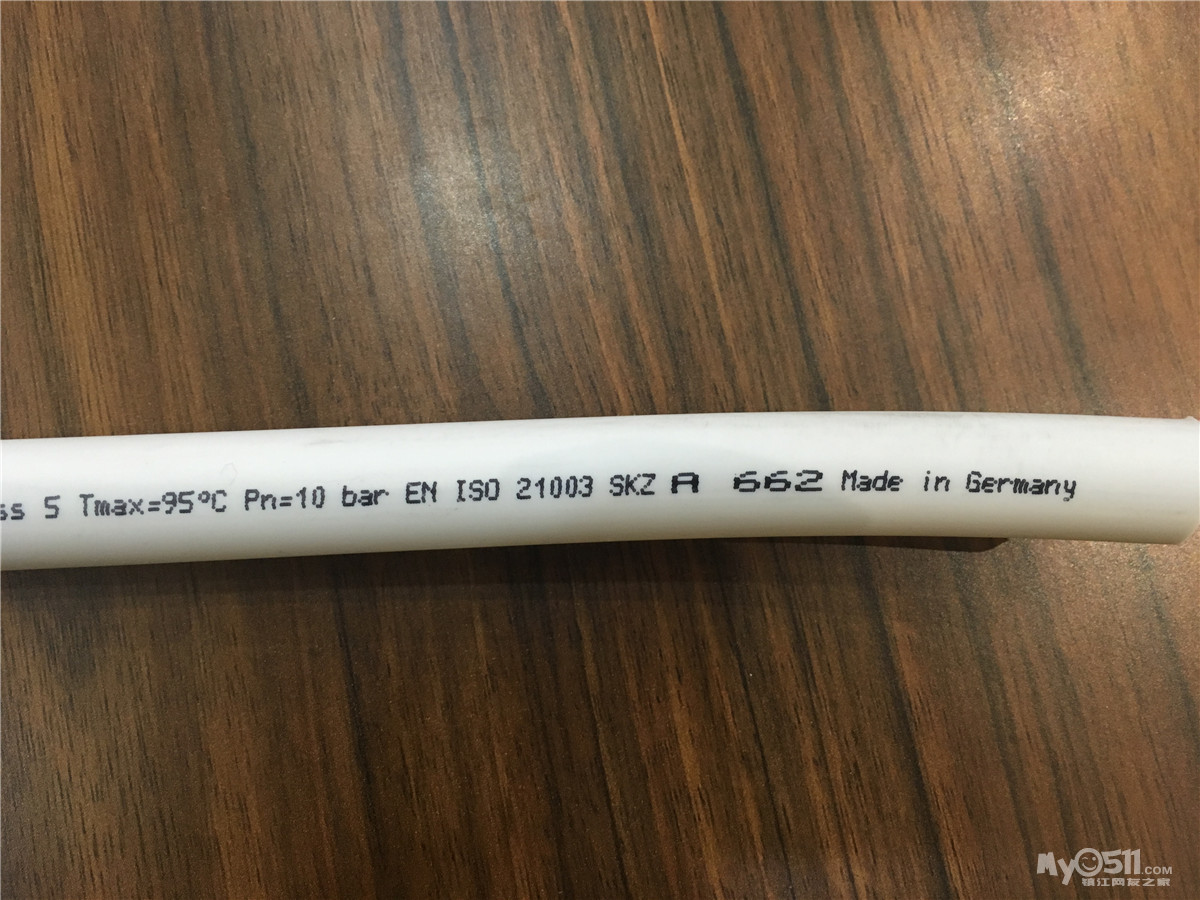 ss 5 Tmax=95°C Pn=10 bar EN ISO 21003 SKZ A 662 Made in Germany
My0511.COM
镇江网友之家